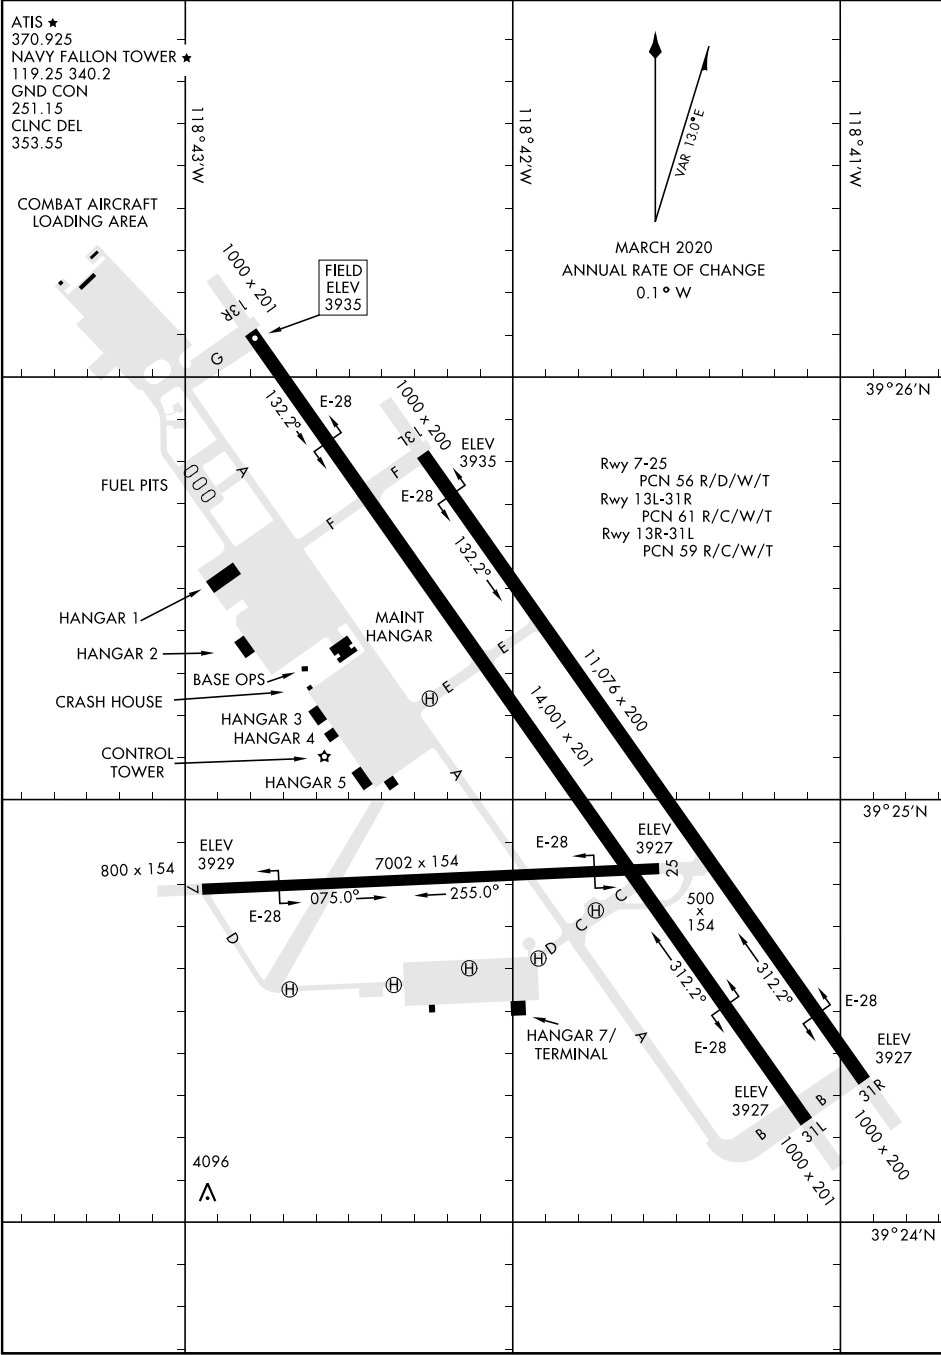 ATIS ★
370.925
NAVY FALLON TOWER ★
119.25 340.2
GND CON
251.15
CLNC DEL
353.55
118°43'W
118°42'W
118°41'W
VAR 13.0°E
MARCH 2020
ANNUAL RATE OF CHANGE
0.1° W
COMBAT AIRCRAFT
LOADING AREA
1000 x 201
13R
FIELD
ELEV
3935
G
39°26'N
132.2°
E-28
1000 x 200
13L
ELEV
3935
F
E-28
A
FUEL PITS
F
132.2°
Rwy 7-25
PCN 56 R/D/W/T
Rwy 13L-31R
PCN 61 R/C/W/T
Rwy 13R-31L
PCN 59 R/C/W/T
HANGAR 1
MAINT
HANGAR
HANGAR 2
BASE OPS
E
E
H
CRASH HOUSE
11,076 x 200
14,001 x 201
HANGAR 3
HANGAR 4
CONTROL
TOWER
HANGAR 5
A
39°25'N
ELEV
3929
800 x 154
7
7002 x 154
E-28
ELEV
3927
25
075.0°
255.0°
E-28
500
x
154
C
H
C
D
D
H
H
H
H
312.2°
312.2°
E-28
E-28
HANGAR 7/
TERMINAL
A
ELEV
3927
ELEV
3927
31R
B
B
31L
1000 x 200
1000 x 201
4096
39°24'N